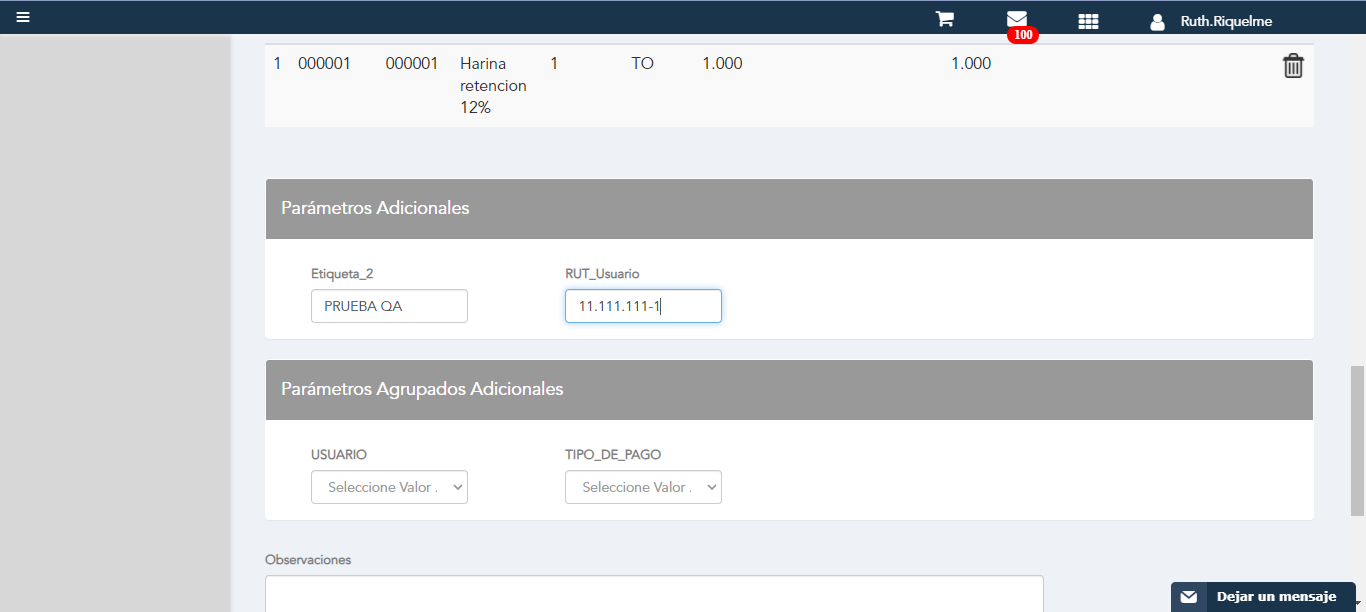 100
Ruth.Riquelme
1 000001 000001 Harina 1 TO 1.000 1.000
retencion
12%
Parámetros Adicionales
Etiqueta_2 RUT_Usuario
PRUEBA QA 11.111.111-1
Parámetros Agrupados Adicionales
USUARIO TIPO_DE_PAGO
Seleccione Valor . Seleccione Valor .
Observaciones
Dejar un mensaje